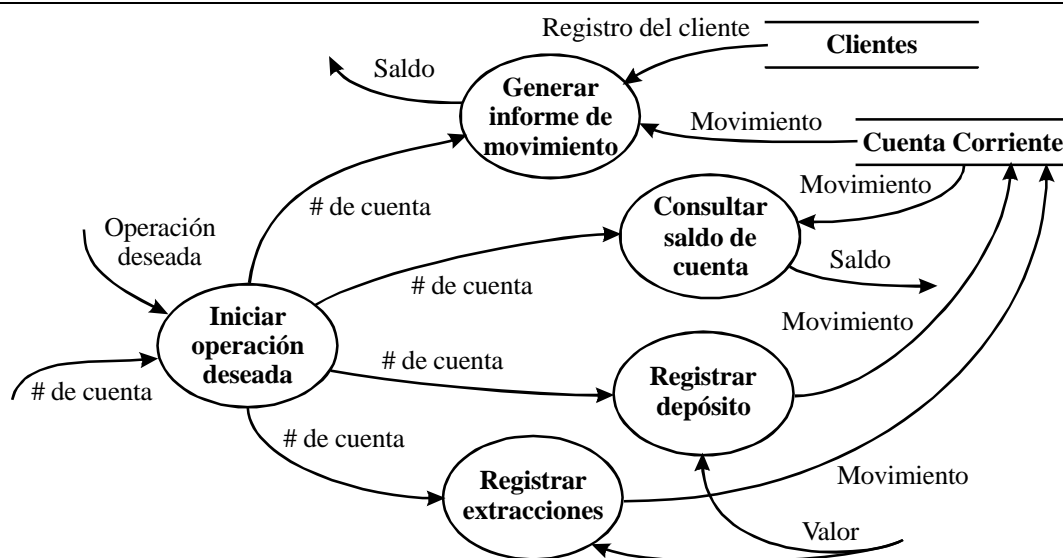 Registro del cliente
Clientes
Saldo
Generar
informe de
movimiento
Movimiento
Cuenta Corriente
# de cuenta
Consultar
saldo de
cuenta
Movimiento
Operación
deseada
# de cuenta
Saldo
Iniciar
operación
deseada
Movimiento
# de cuenta
# de cuenta
Registrar
depósito
# de cuenta
Registrar
extracciones
Movimiento
Valor